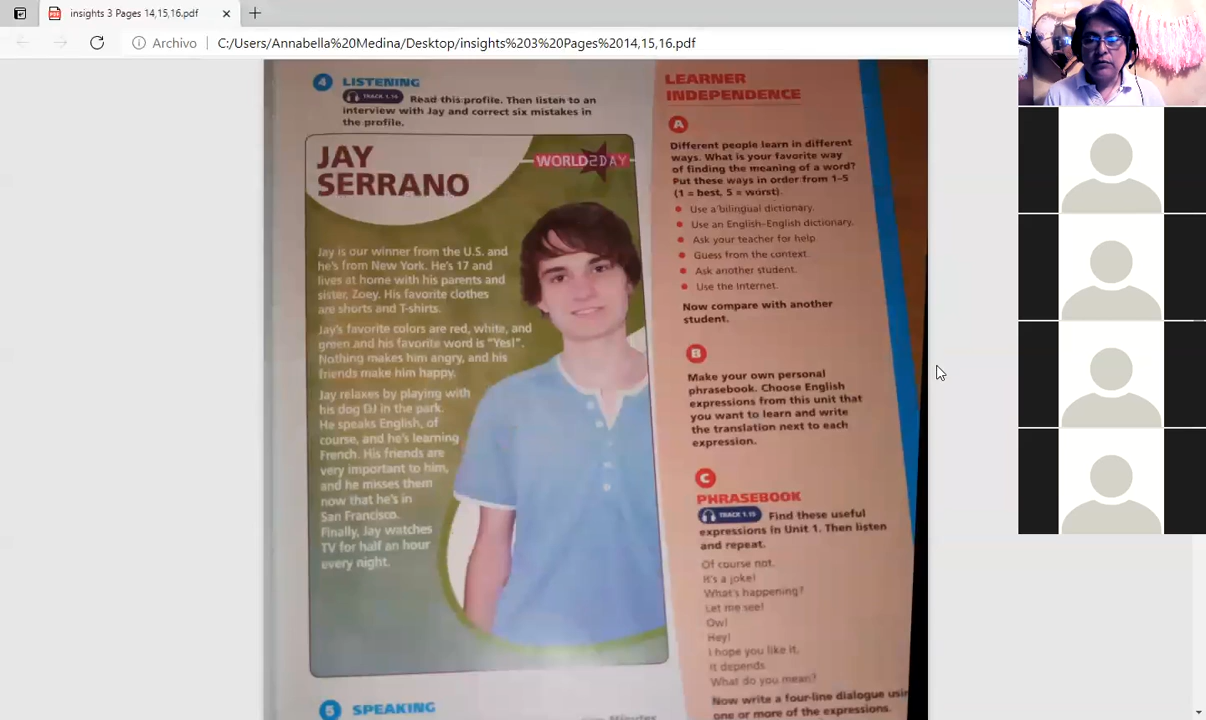 insights 3 Pages 14,15,16.pdf
Archivo
C:/Users/Annabella%20Medina/Desktop/insights%203%20Pages%2014,15,16.pdf
4 LISTENING
TRACK 1.14 Read this profile. Then listen to an
interview with Jay and correct six mistakes in
the profile.
JAY
SERRANO
WORLD2DAY
Jay is our winner from the U.S. and
he's from New York. He's 17 and
lives at home with his parents and
sister, Zoey. His favorite clothes
are shorts and T-shirts.
Jay's favorite colors are red, white, and
green and his favorite word is "Yes!".
Nothing makes him angry, and his
friends make him happy.
Jay relaxes by playing with
his dog DJ in the park.
He speaks English, of
course, and he's learning
French. His friends are
very important to him,
and he misses them
now that he's in
San Francisco.
Finally, Jay watches
TV for half an hour
every night.
5 SPEAKING
LEARNER
INDEPENDENCE
A
Different people learn in different
ways. What is your favorite way
of finding the meaning of a word?
Put these ways in order from 1–5
(1 = best, 5 = worst).
• Use a bilingual dictionary.
• Use an English–English dictionary.
• Ask your teacher for help
• Guess from the context.
• Ask another student.
• Use the Internet.
Now compare with another
student.
B
Make your own personal
phrasebook. Choose English
expressions from this unit that
you want to learn and write
the translation next to each
expression.
C
PHRASEBOOK
TRACK 1.15 Find these useful
expressions in Unit 1. Then listen
and repeat.
Of course not.
It's a joke!
What's happening?
Let me see!
Ow!
Hey!
I hope you like it.
It depends
What do you mean?
Now write a four-line dialogue usin
one or more of the expressions.